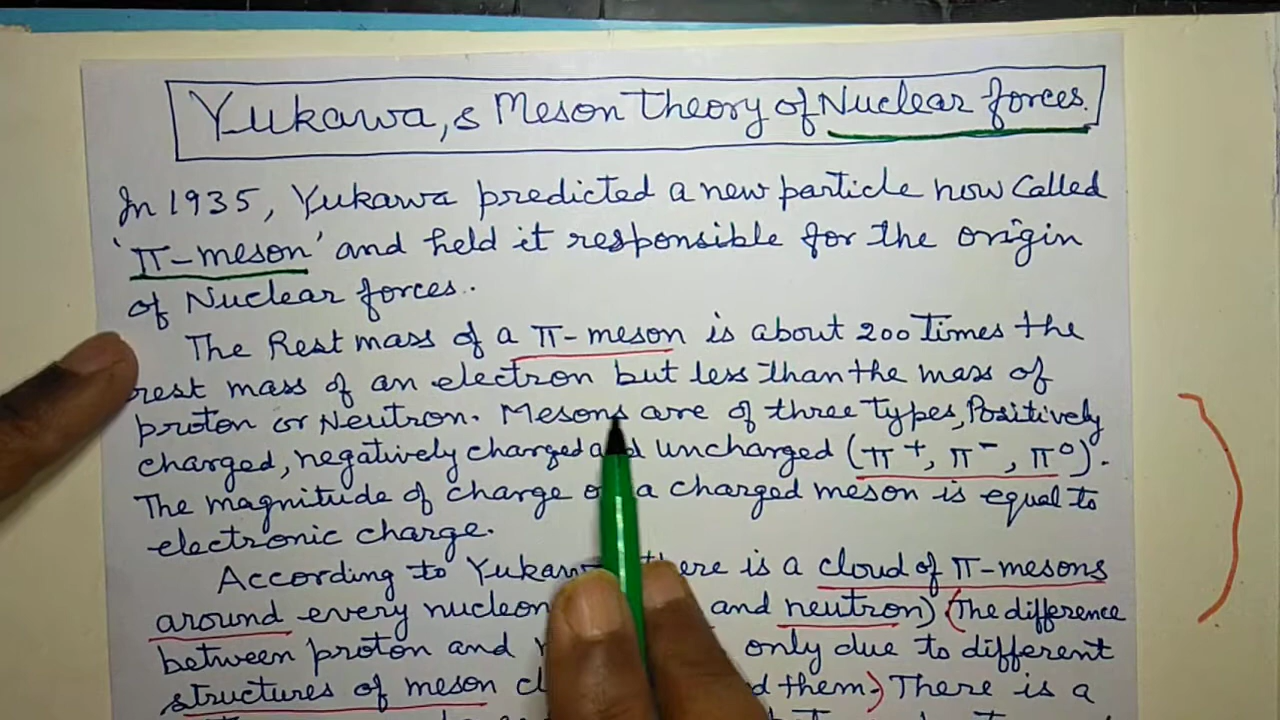 Yukawa,s Meson Theory of Nuclear forces.
In 1935, Yukawa predicted a new particle now called
'π-meson' and held it responsible for the origin
of Nuclear forces..
The Rest mass of a π-meson is about 200 Times the
rest mass of an electron but less than the mass of
proton or Neutron. Mesons are of three types, Positively
charged, negatively charged and uncharged (π+, π-, π0).
The magnitude of charge a charged meson is equal to
electronic charge.
According to there is a cloud of π-mesons
around every nucleon and neutron) (The difference
between proton and only due to different
structures of meson them.) There is a